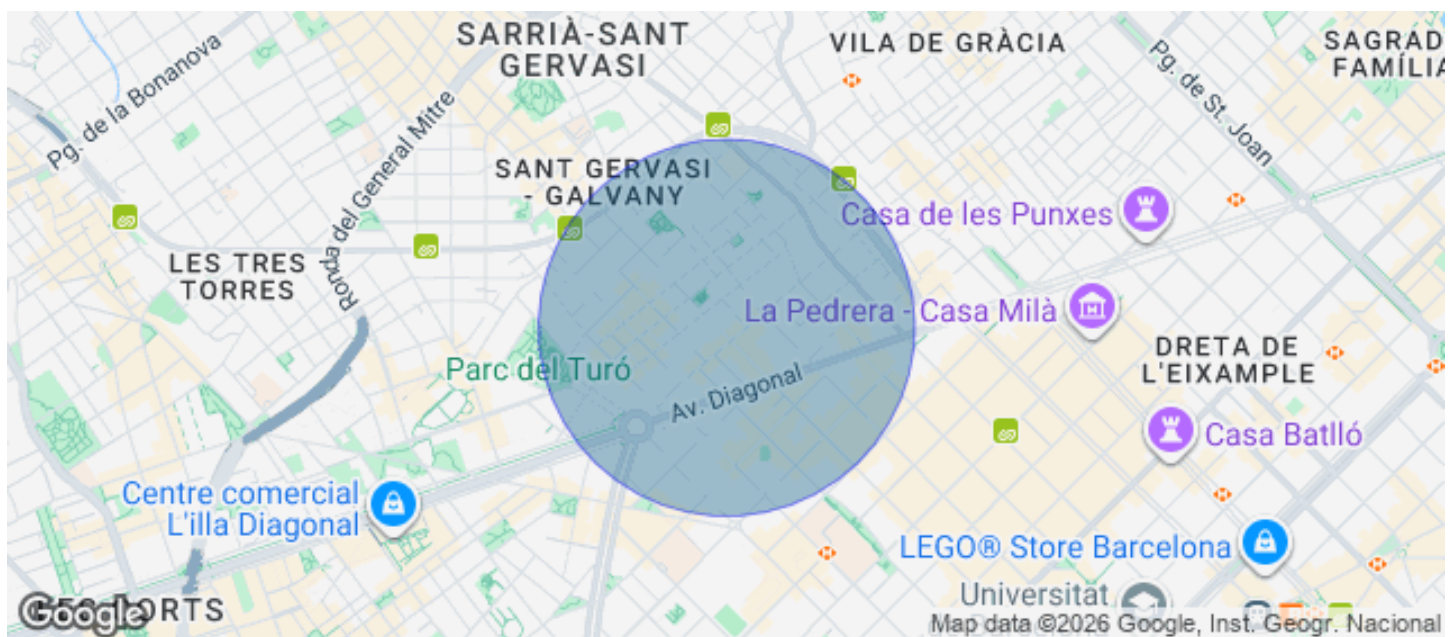 SARRIÀ-SANT
GERVASI
VILA DE GRÀCIA
SAGRAD
FAMÍLIA
Pg. de la Bonanova
Ronda del General Mitre
Pg. de St. Joan
SANT GERVASI
- GALVANY
Casa de les Punxes
LES TRES
TORRES
La Pedrera - Casa Milà
DRETA DE
L'EIXAMPLE
Parc del Turó
Av. Diagonal
Casa Batlló
Centre comercial
L'illa Diagonal
LEGO® Store Barcelona
Universitat
Google
ORTS
Map data ©2026 Google, Inst. Geogr. Nacional